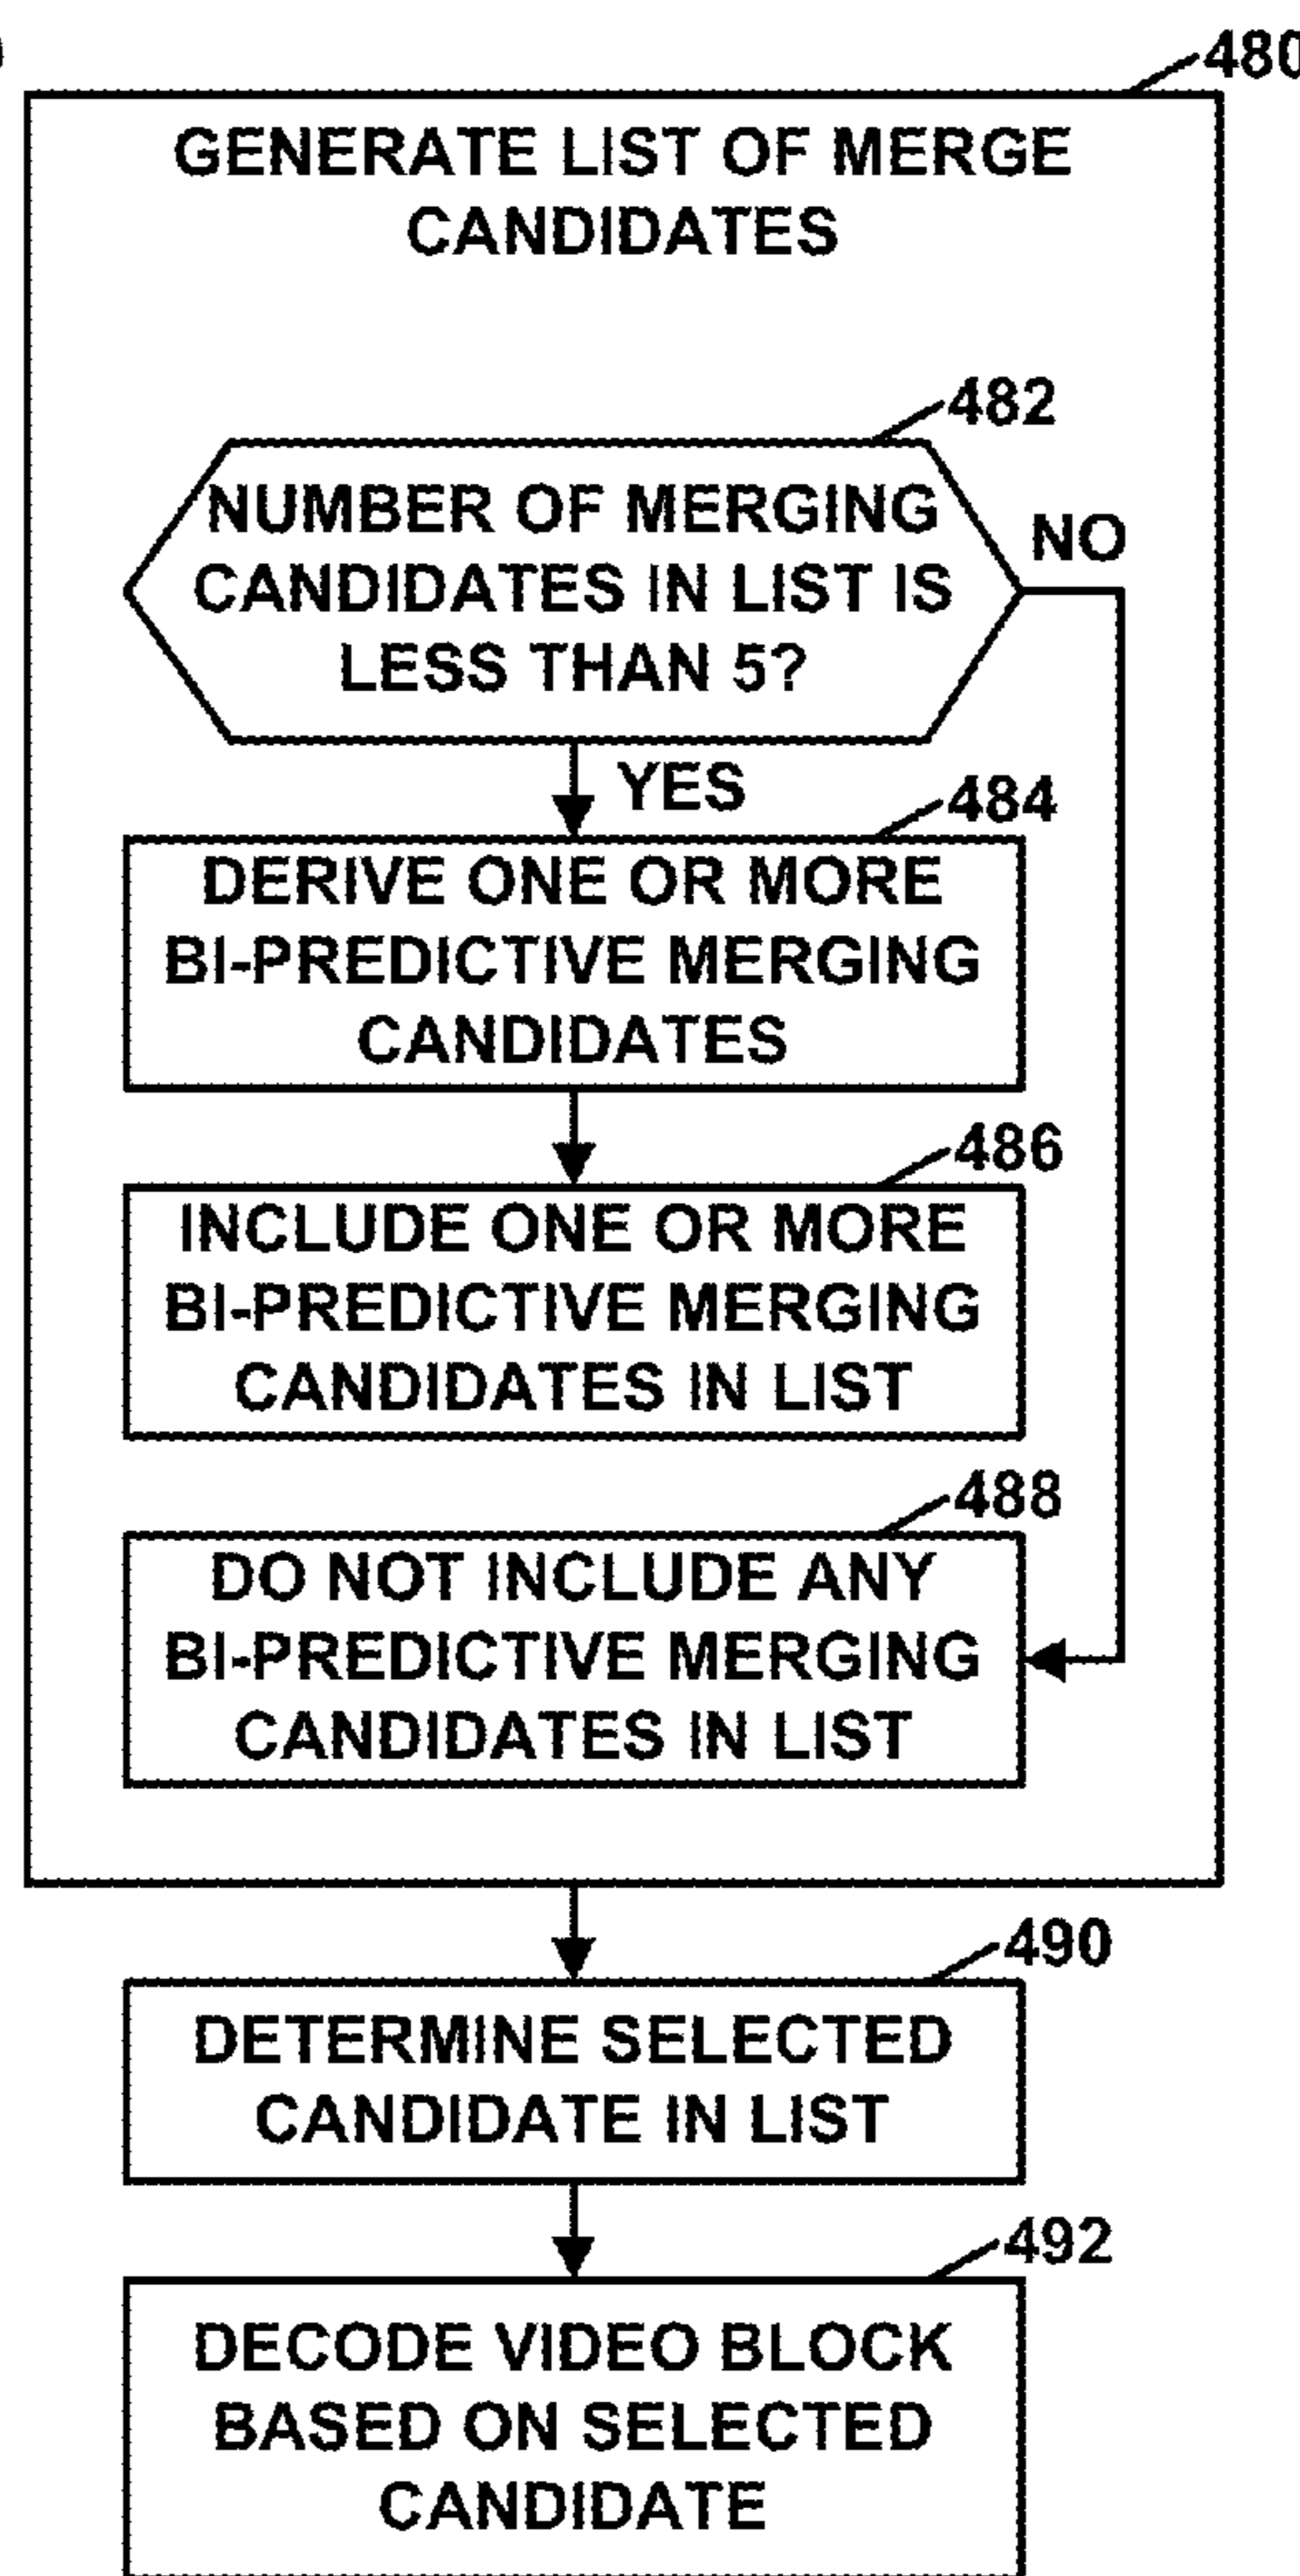 480
GENERATE LIST OF MERGE
CANDIDATES
482
NUMBER OF MERGING
CANDIDATES IN LIST IS
LESS THAN 5?
NO
YES
484
DERIVE ONE OR MORE
BI-PREDICTIVE MERGING
CANDIDATES
486
INCLUDE ONE OR MORE
BI-PREDICTIVE MERGING
CANDIDATES IN LIST
488
DO NOT INCLUDE ANY
BI-PREDICTIVE MERGING
CANDIDATES IN LIST
490
DETERMINE SELECTED
CANDIDATE IN LIST
492
DECODE VIDEO BLOCK
BASED ON SELECTED
CANDIDATE